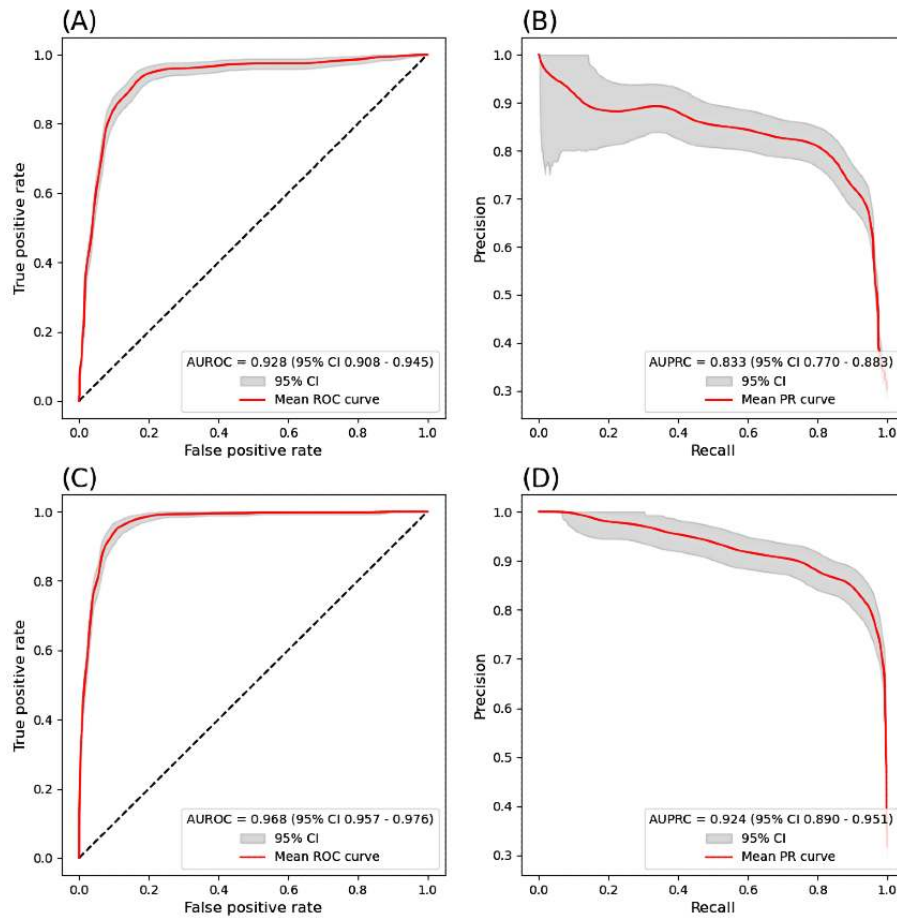 (A)
1.0
0.8
0.6
0.4
0.2
0.0
True positive rate
AUROC = 0.928 (95% CI 0.908 - 0.945)
95% CI
Mean ROC curve
0.0 0.2 0.4 0.6 0.8 1.0
False positive rate
(B)
1.0
0.9
0.8
0.7
0.6
0.5
0.4
0.3
Precision
AUPRC = 0.833 (95% CI 0.770 - 0.883)
95% CI
Mean PR curve
0.0 0.2 0.4 0.6 0.8 1.0
Recall
(C)
1.0
0.8
0.6
0.4
0.2
0.0
True positive rate
AUROC = 0.968 (95% CI 0.957 - 0.976)
95% CI
Mean ROC curve
0.0 0.2 0.4 0.6 0.8 1.0
False positive rate
(D)
1.0
0.9
0.8
0.7
0.6
0.5
0.4
0.3
Precision
AUPRC = 0.924 (95% CI 0.890 - 0.951)
95% CI
Mean PR curve
0.0 0.2 0.4 0.6 0.8 1.0
Recall